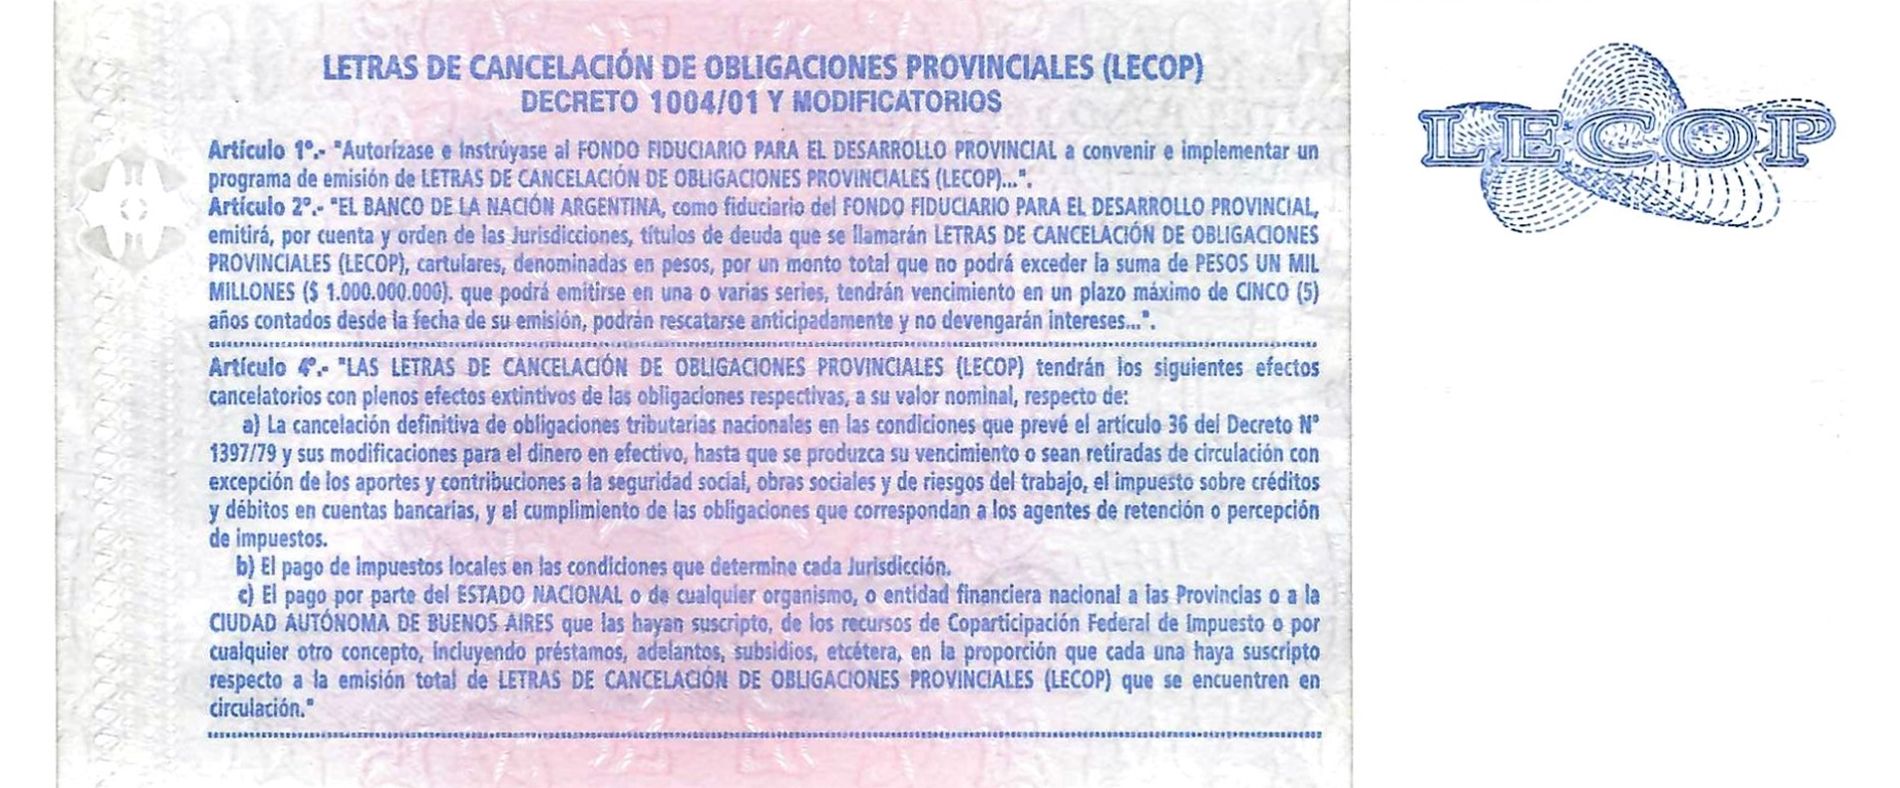 LETRAS DE CANCELACIÓN DE OBLIGACIONES PROVINCIALES (LECOP)
DECRETO 1004/01 Y MODIFICATORIOS
Artículo 1º.- "Autorízase e instrúyase al FONDO FIDUCIARIO PARA EL DESARROLLO PROVINCIAL a convenir e implementar un
programa de emisión de LETRAS DE CANCELACIÓN DE OBLIGACIONES PROVINCIALES (LECOP)...".
Artículo 2º.- "EL BANCO DE LA NACIÓN ARGENTINA, como fiduciario del FONDO FIDUCIARIO PARA EL DESARROLLO PROVINCIAL,
emitirá, por cuenta y orden de las Jurisdicciones, títulos de deuda que se llamarán LETRAS DE CANCELACIÓN DE OBLIGACIONES
PROVINCIALES (LECOP), cartulares, denominadas en pesos, por un monto total que no podrá exceder la suma de PESOS UN MIL
MILLONES ($ 1.000.000.000). que podrá emitirse en una o varias series, tendrán vencimiento en un plazo máximo de CINCO (5)
años contados desde la fecha de su emisión, podrán rescatarse anticipadamente y no devengarán intereses...".
Artículo 4º.- "LAS LETRAS DE CANCELACIÓN DE OBLIGACIONES PROVINCIALES (LECOP) tendrán los siguientes efectos
cancelatorios con plenos efectos extintivos de las obligaciones respectivas, a su valor nominal, respecto de:
a) La cancelación definitiva de obligaciones tributarias nacionales en las condiciones que prevé el artículo 36 del Decreto Nº
1397/79 y sus modificaciones para el dinero en efectivo, hasta que se produzca su vencimiento o sean retiradas de circulación con
excepción de los aportes y contribuciones a la seguridad social, obras sociales y de riesgos del trabajo, el impuesto sobre créditos
y débitos en cuentas bancarias, y el cumplimiento de las obligaciones que correspondan a los agentes de retención o percepción
de impuestos.
b) El pago de impuestos locales en las condiciones que determine cada Jurisdicción.
c) El pago por parte del ESTADO NACIONAL o de cualquier organismo, o entidad financiera nacional a las Provincias o a la
CIUDAD AUTÓNOMA DE BUENOS AIRES que las hayan suscripto, de los recursos de Coparticipación Federal de Impuesto o por
cualquier otro concepto, incluyendo préstamos, adelantos, subsidios, etcétera, en la proporción que cada una haya suscripto
respecto a la emisión total de LETRAS DE CANCELACIÓN DE OBLIGACIONES PROVINCIALES (LECOP) que se encuentren en
circulación."
LECOP